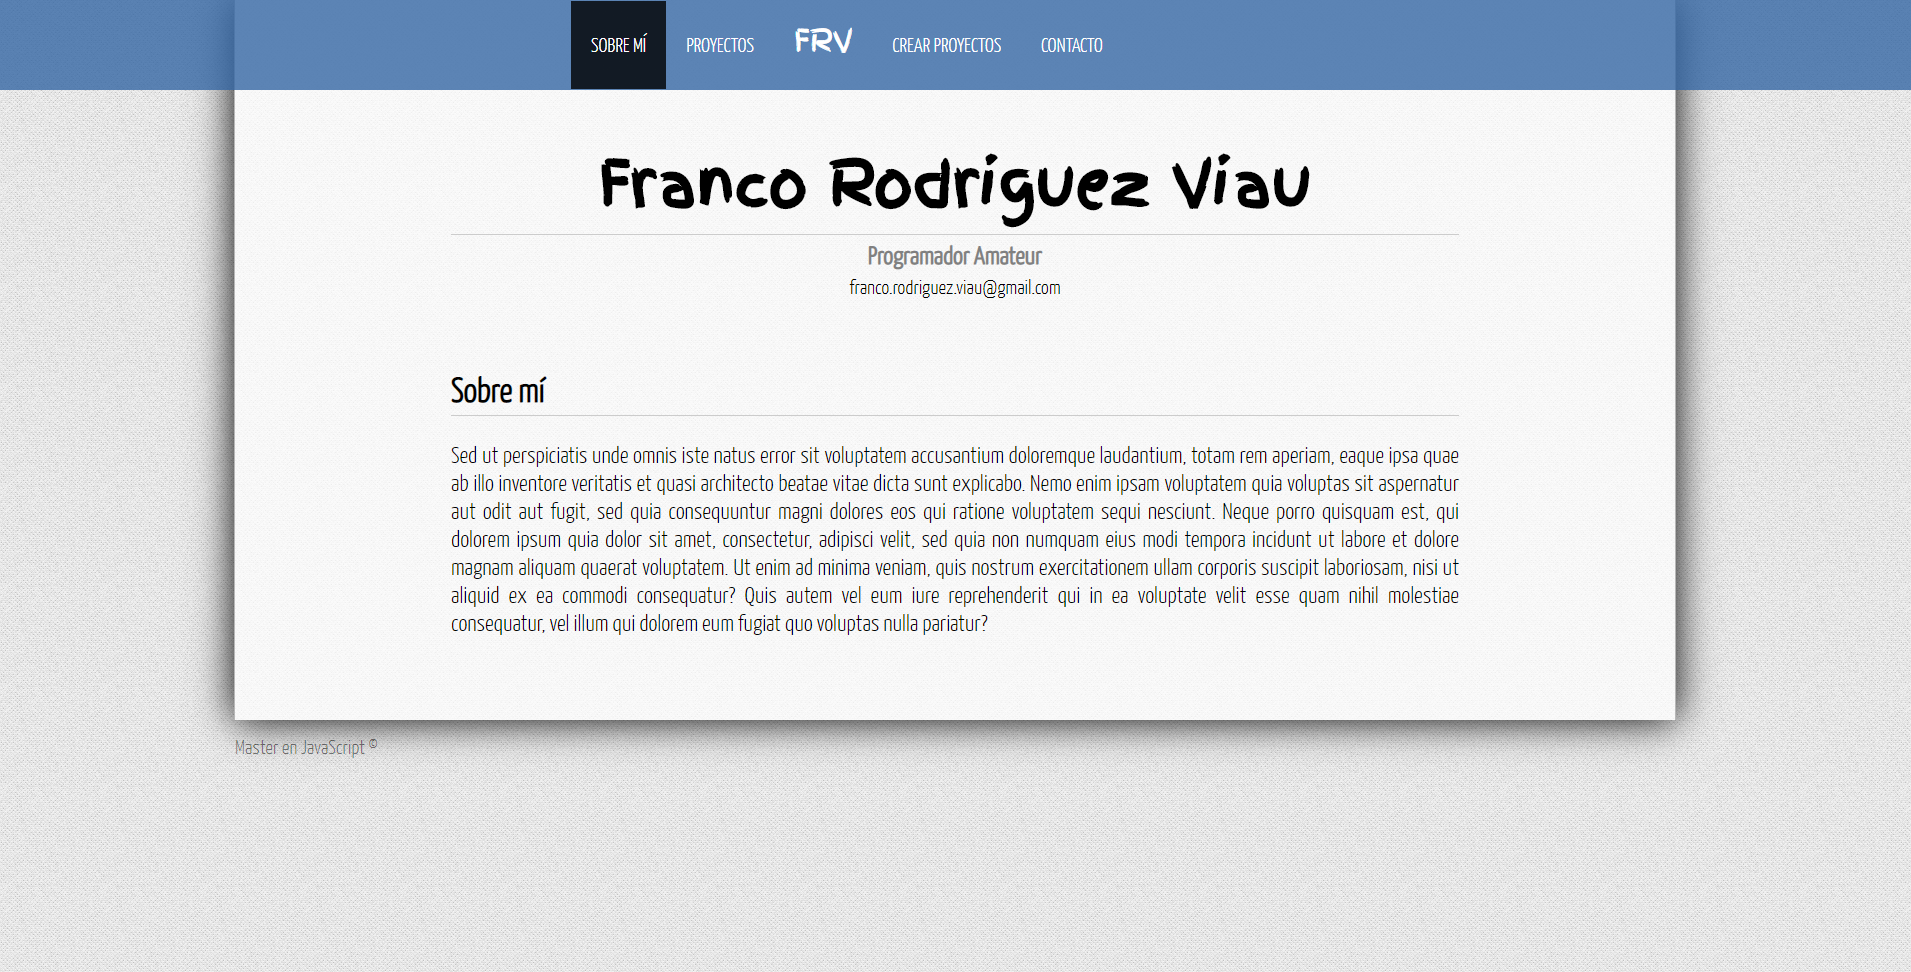 SOBRE MÍ PROYECTOS FRV CREAR PROYECTOS CONTACTO
Franco Rodríguez Viau
Programador Amateur
franco.rodriguez.viau@gmail.com
Sobre mí
Sed ut perspiciatis unde omnis iste natus error sit voluptatem accusantium doloremque laudantium, totam rem aperiam, eaque ipsa quae
ab illo inventore veritatis et quasi architecto beatae vitae dicta sunt explicabo. Nemo enim ipsam voluptatem quia voluptas sit aspernatur
aut odit aut fugit, sed quia consequuntur magni dolores eos qui ratione voluptatem sequi nesciunt. Neque porro quisquam est, qui
dolorem ipsum quia dolor sit amet, consectetur, adipisci velit, sed quia non numquam eius modi tempora incidunt ut labore et dolore
magnam aliquam quaerat voluptatem. Ut enim ad minima veniam, quis nostrum exercitationem ullam corporis suscipit laboriosam, nisi ut
aliquid ex ea commodi consequatur? Quis autem vel eum iure reprehenderit qui in ea voluptate velit esse quam nihil molestiae
consequatur, vel illum qui dolorem eum fugiat quo voluptas nulla pariatur?
Master en JavaScript ©